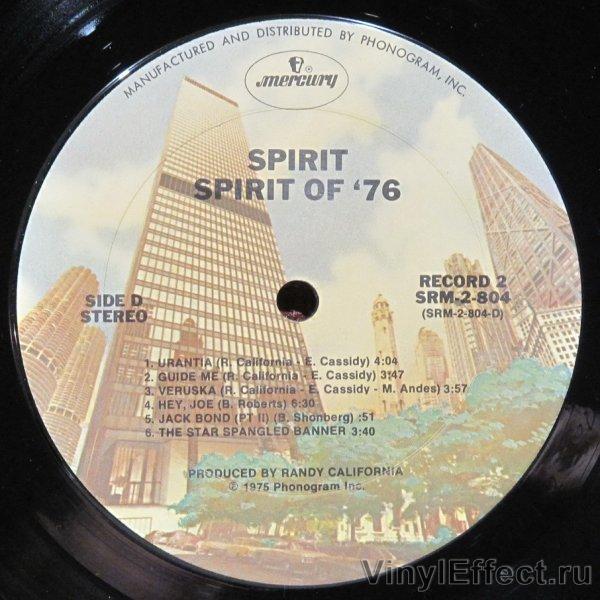 MANUFACTURED AND DISTRIBUTED BY PHONOGRAM, INC.
mercury
SPIRIT
SPIRIT OF '76
SIDE D
STEREO
RECORD 2
SRM-2-804
(SRM-2-804-D)
1. URANTIA (R. California - E. Cassidy) 4:04
2. GUIDE ME (R. California - E. Cassidy) 3:47
3. VERUSKA (R. California - E. Cassidy - M. Andes) 3:57
4. HEY, JOE (B. Roberts) 6:30
5. JACK BOND (PT II) (B. Shonberg) :51
6. THE STAR SPANGLED BANNER 3:40
PRODUCED BY RANDY CALIFORNIA
℗ 1975 Phonogram Inc.
VinylEffect.ru